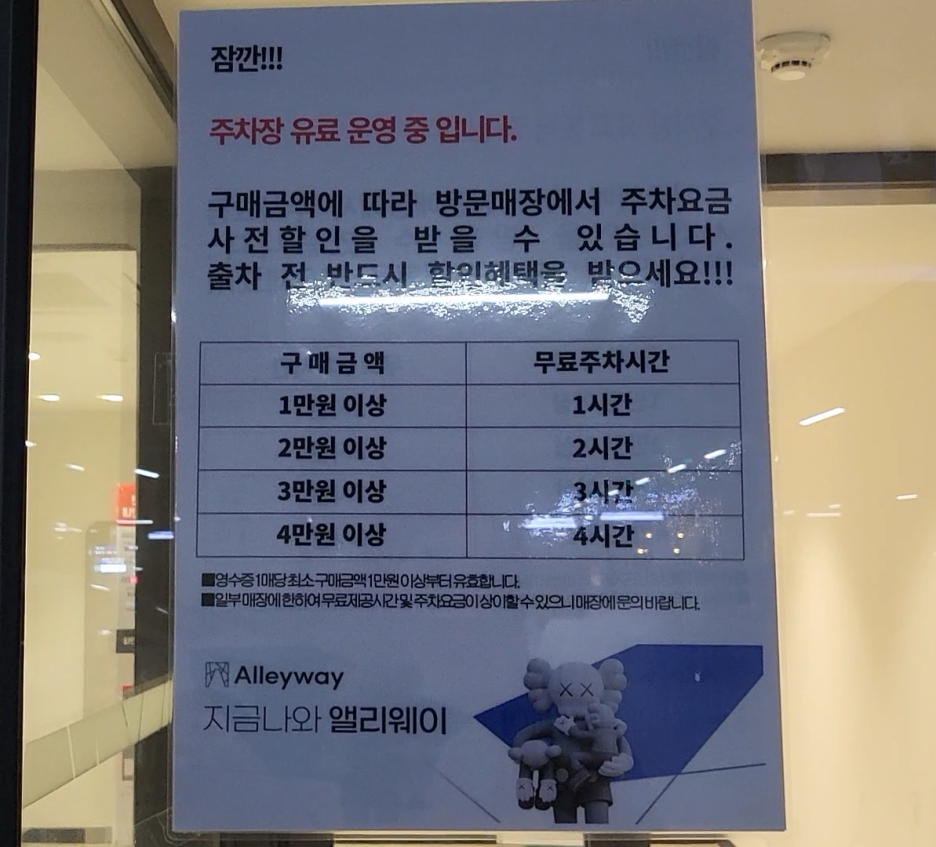 잠깐!!!
주차장 유료 운영 중 입니다.
구매금액에 따라 방문매장에서 주차요금
사전할인을 받을 수 있습니다.
출차 전 반드시 할인혜택을 받으세요!!!
구매금액 무료주차시간
1만원 이상 1시간
2만원 이상 2시간
3만원 이상 3시간
4만원 이상 4시간
■영수증 1매당 최소 구매금액 1만원 이상부터 유효합니다.
■일부 매장에 한하여 무료제공시간 및 주차요금이 상이할 수 있으니 매장에 문의 바랍니다.
Alleyway
지금나와 앨리웨이